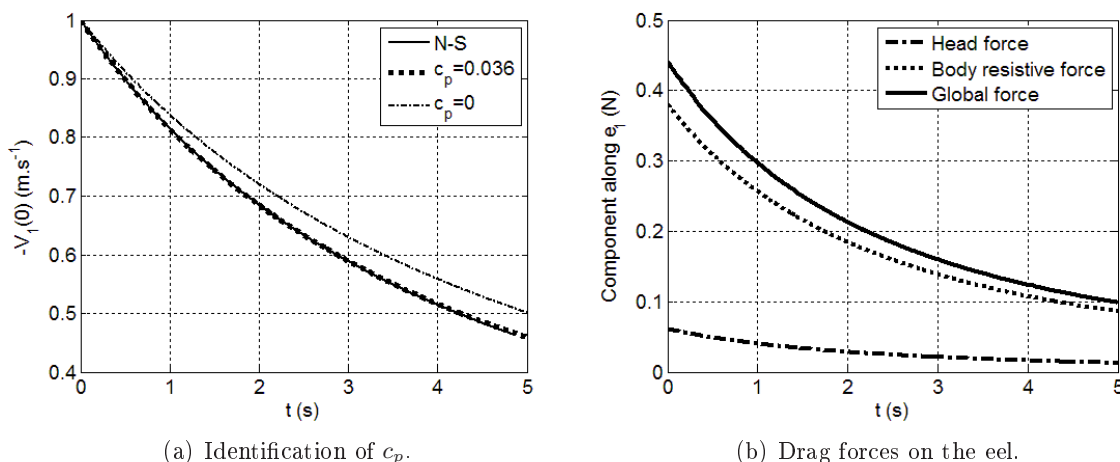 1
0.9
0.8
0.7
0.6
0.5
0.4
0 1 2 3 4 5
t (s)
-V₁(0) (m.s⁻¹)
N-S
cₚ=0.036
cₚ=0
(a) Identification of cₚ.
0.5
0.4
0.3
0.2
0.1
0
0 1 2 3 4 5
t (s)
Component along e₁ (N)
Head force
Body resistive force
Global force
(b) Drag forces on the eel.